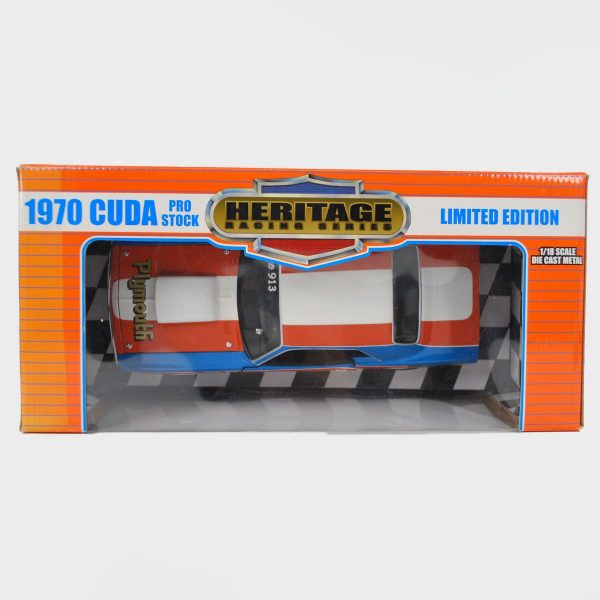 1970 CUDA
PRO
STOCK
HERITAGE
RACING SERIES
LIMITED EDITION
1/18 SCALE
DIE CAST METAL
Plymouth
913